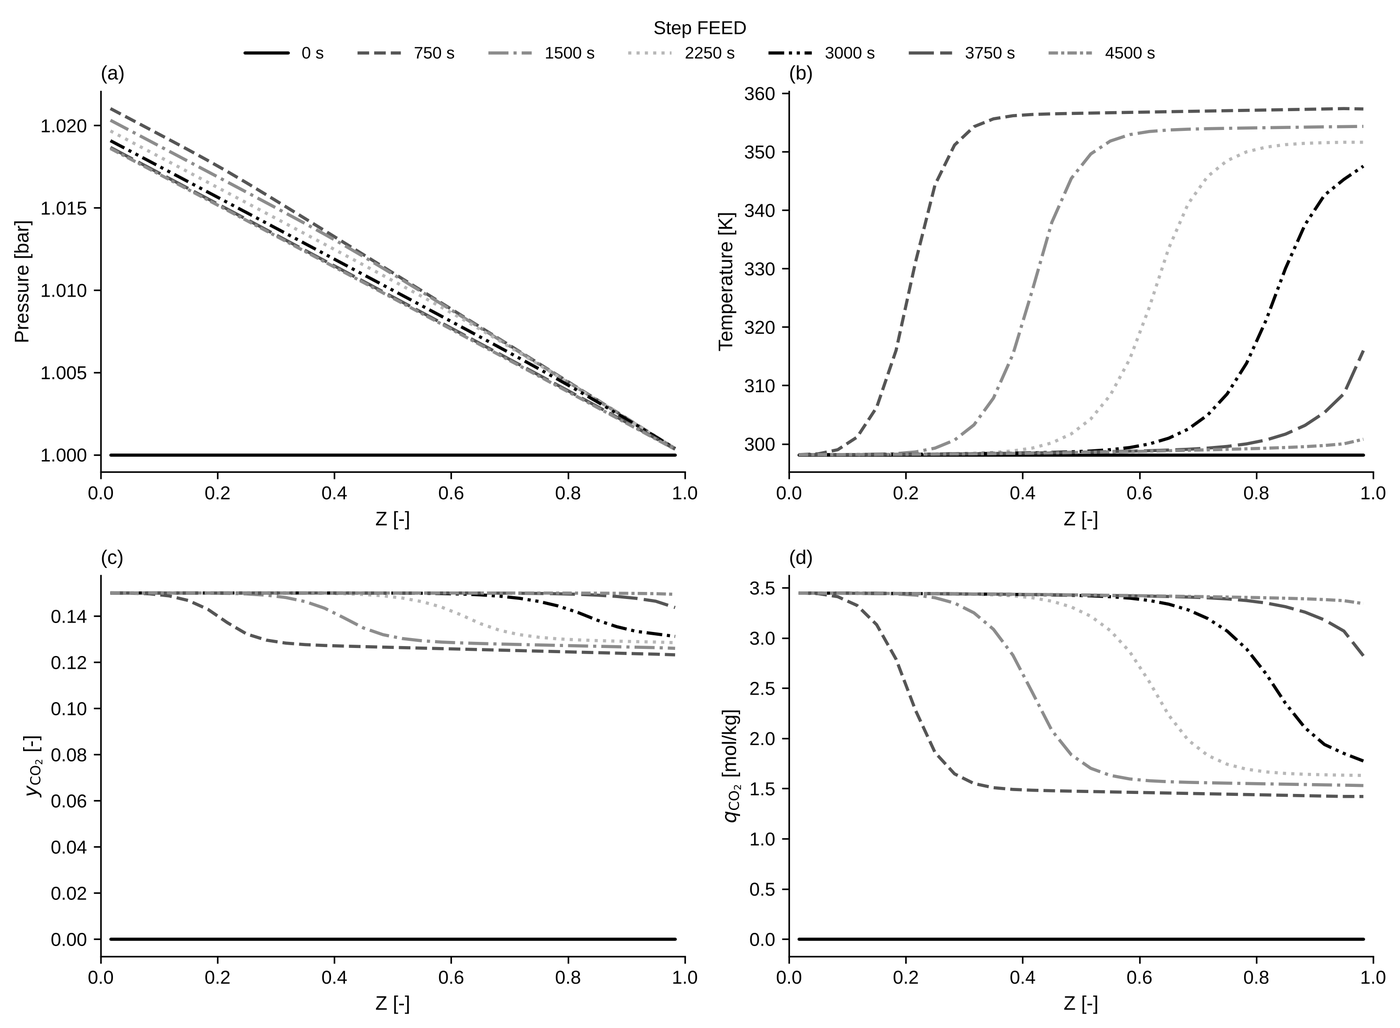 Step FEED
0 s 750 s 1500 s 2250 s 3000 s 3750 s 4500 s
(a)
1.020
1.015
1.010
1.005
1.000
Pressure [bar]
0.0 0.2 0.4 0.6 0.8 1.0
Z [-]
(b)
360
350
340
330
320
310
300
Temperature [K]
0.0 0.2 0.4 0.6 0.8 1.0
Z [-]
(c)
0.14
0.12
0.10
0.08
0.06
0.04
0.02
0.00
yCO₂ [-]
0.0 0.2 0.4 0.6 0.8 1.0
Z [-]
(d)
3.5
3.0
2.5
2.0
1.5
1.0
0.5
0.0
qCO₂ [mol/kg]
0.0 0.2 0.4 0.6 0.8 1.0
Z [-]